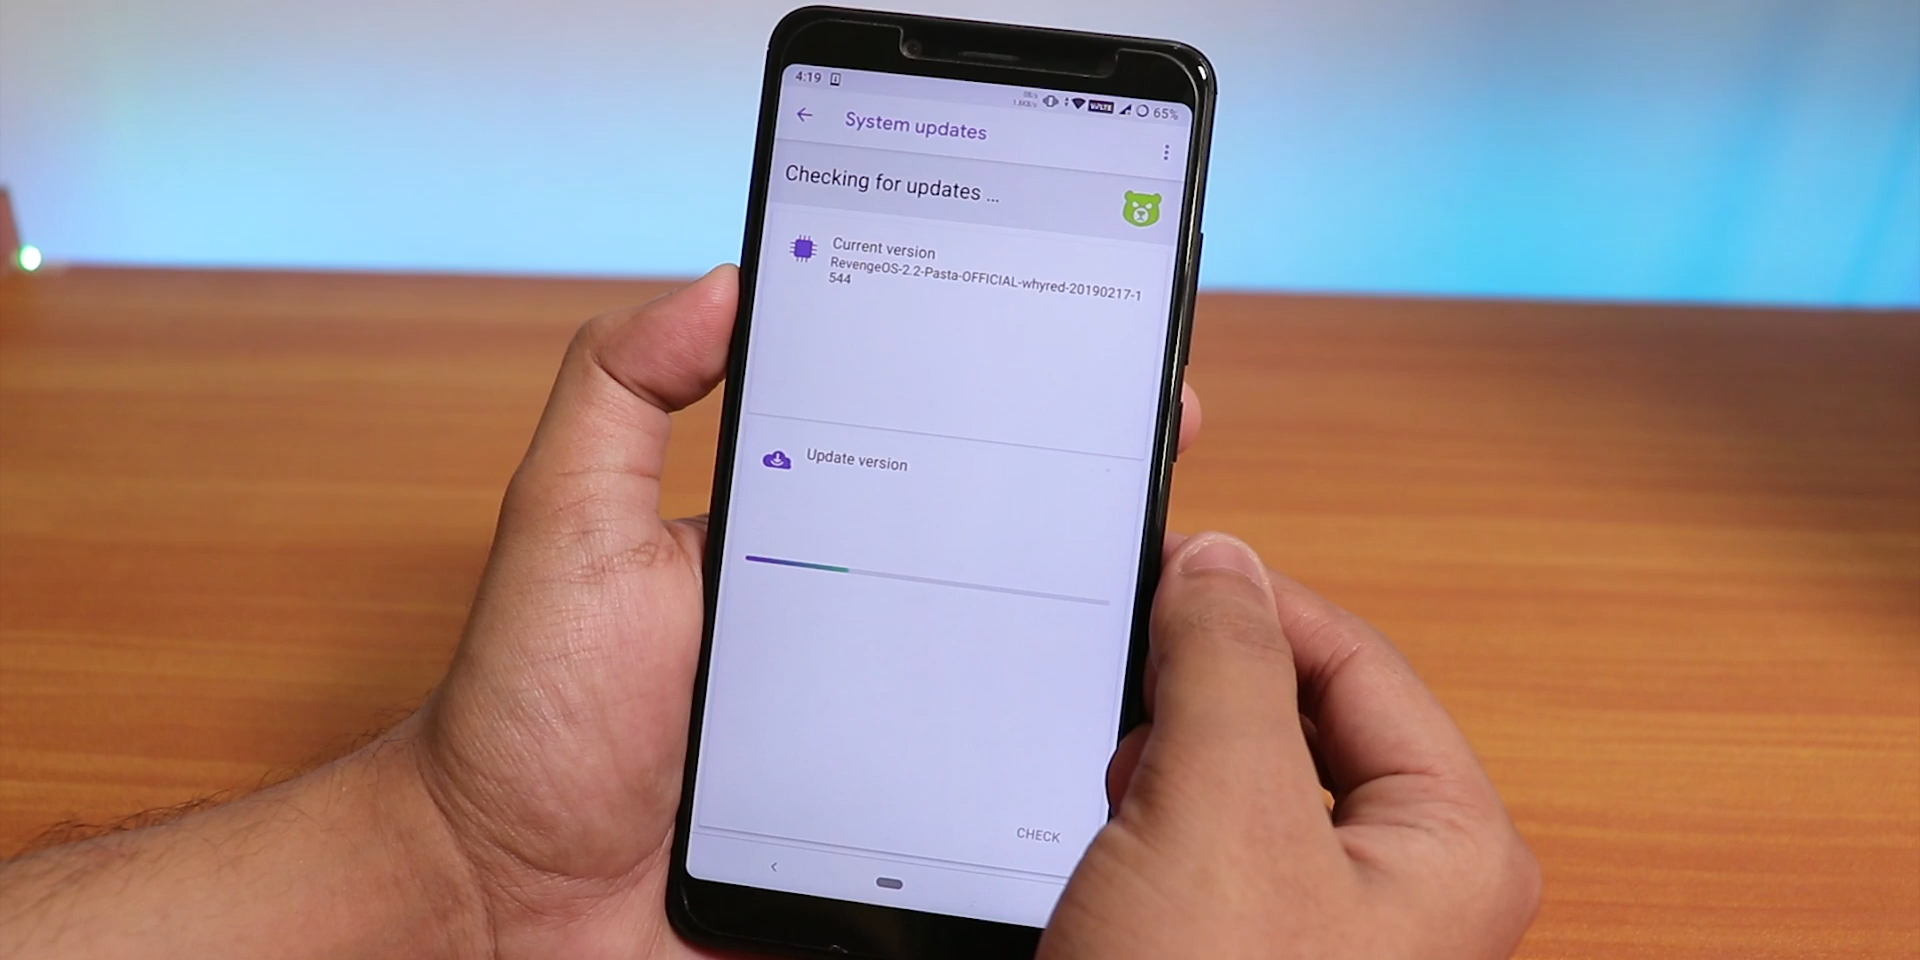 4:19
VoLTE
65%
System updates
Checking for updates ...
Current version
RevengeOS-2.2-Pasta-OFFICIAL-whyred-20190217-1
544
Update version
CHECK